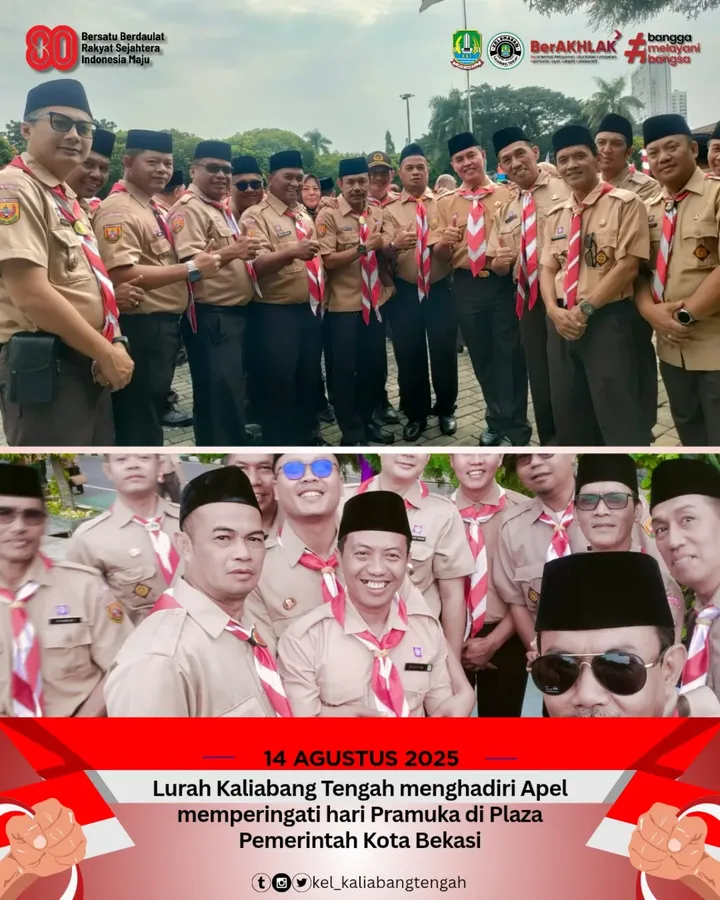 80
Bersatu Berdaulat
Rakyat Sejahtera
Indonesia Maju
BerAKHLAK
#bangga
melayani
bangsa
14 AGUSTUS 2025
Lurah Kaliabang Tengah menghadiri Apel
memperingati hari Pramuka di Plaza
Pemerintah Kota Bekasi
kel_kaliabangtengah